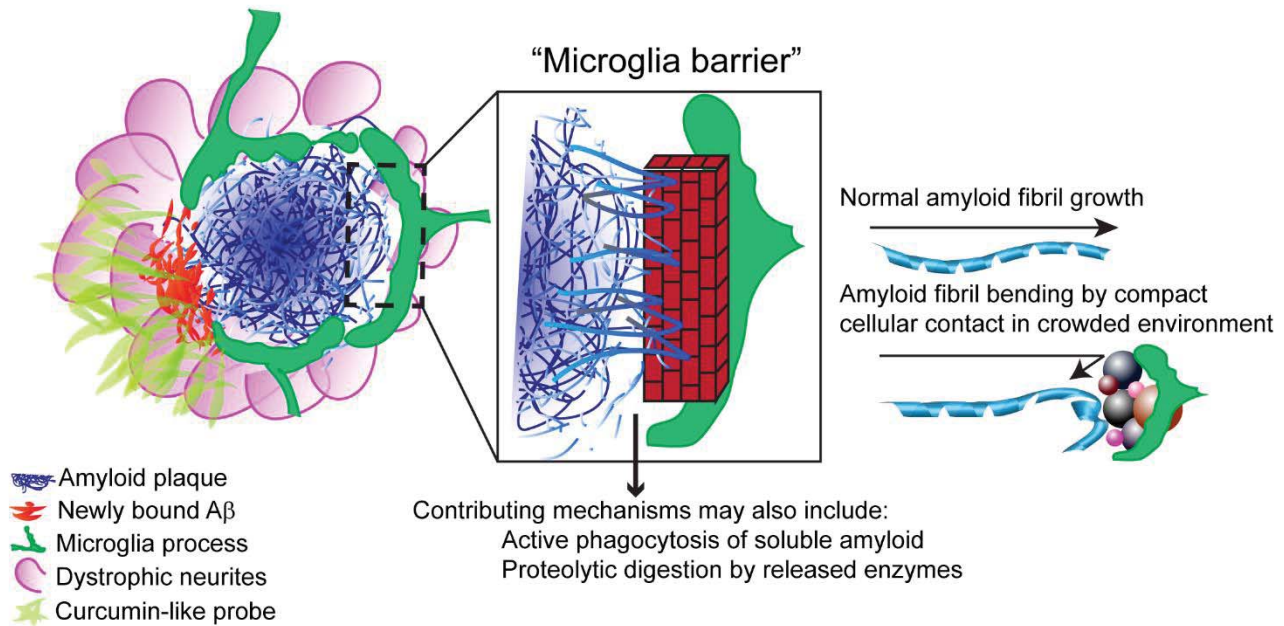 “Microglia barrier”
Normal amyloid fibril growth
Amyloid fibril bending by compact
cellular contact in crowded environment
Amyloid plaque
Newly bound Aβ
Microglia process
Dystrophic neurites
Curcumin-like probe
Contributing mechanisms may also include:
Active phagocytosis of soluble amyloid
Proteolytic digestion by released enzymes